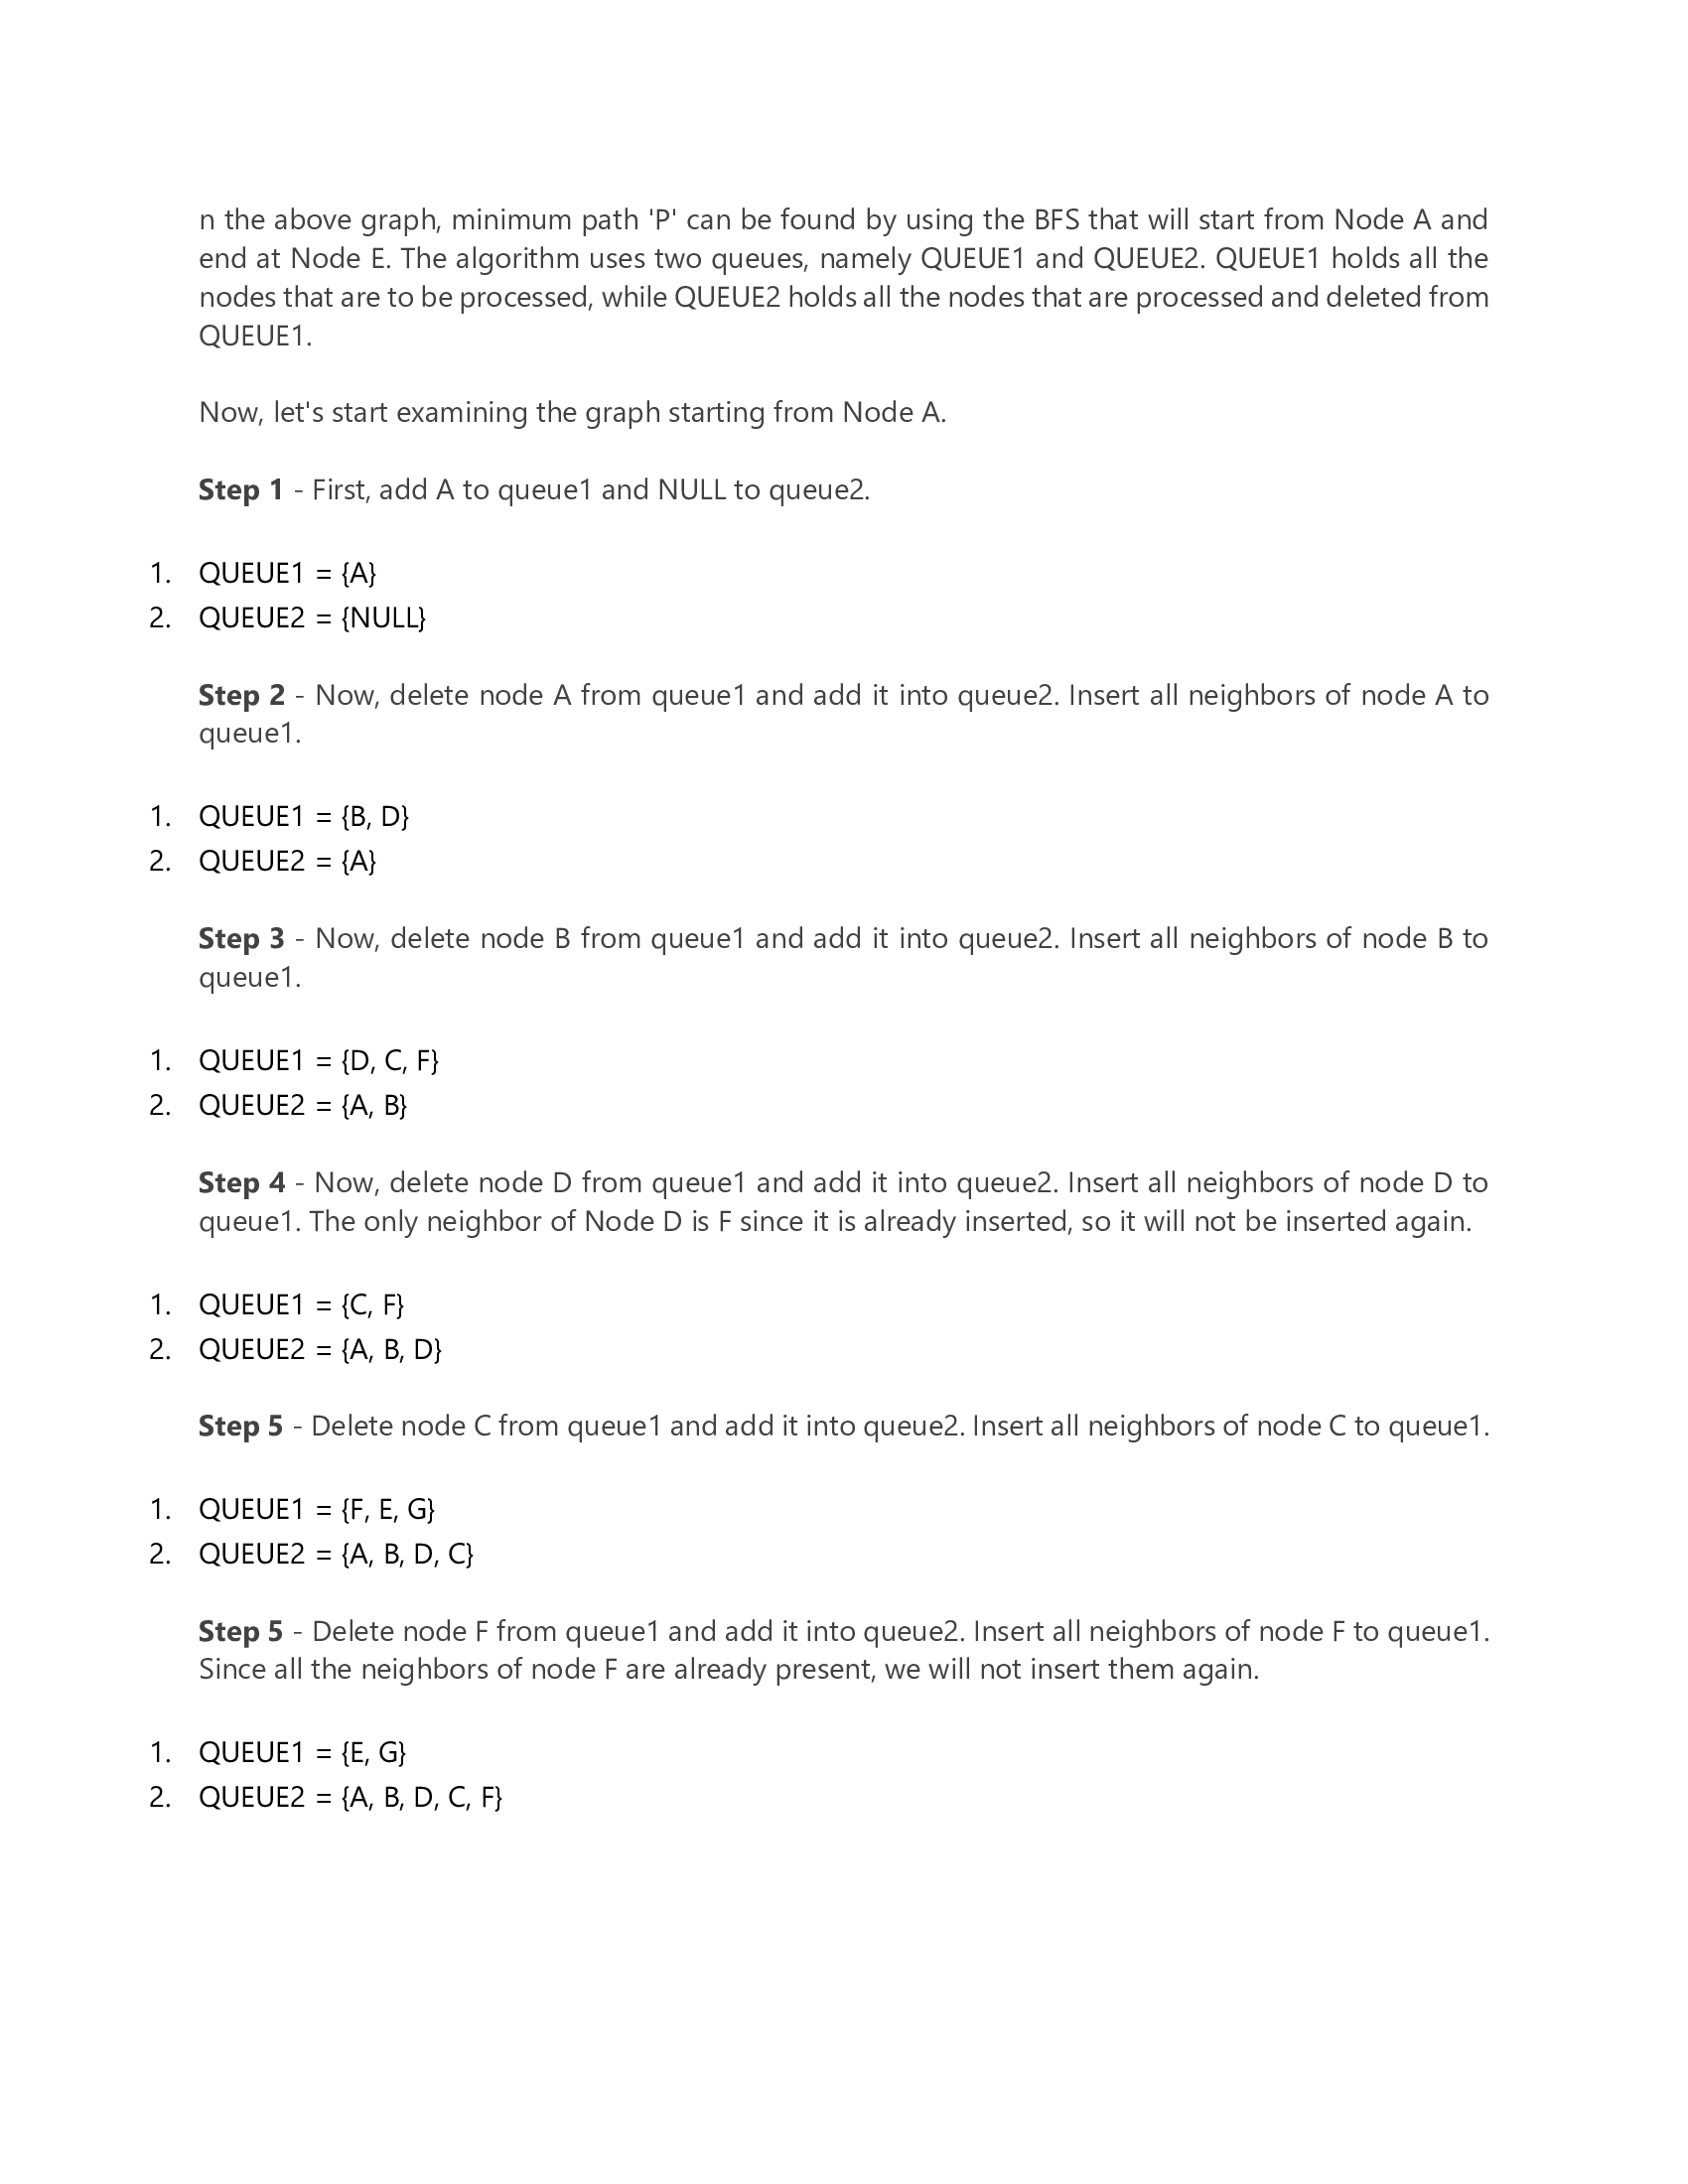 n the above graph, minimum path 'P' can be found by using the BFS that will start from Node A and
end at Node E. The algorithm uses two queues, namely QUEUE1 and QUEUE2. QUEUE1 holds all the
nodes that are to be processed, while QUEUE2 holds all the nodes that are processed and deleted from
QUEUE1.
Now, let's start examining the graph starting from Node A.
Step 1 - First, add A to queue1 and NULL to queue2.
1. QUEUE1 = {A}
2. QUEUE2 = {NULL}
Step 2 - Now, delete node A from queue1 and add it into queue2. Insert all neighbors of node A to
queue1.
1. QUEUE1 = {B, D}
2. QUEUE2 = {A}
Step 3 - Now, delete node B from queue1 and add it into queue2. Insert all neighbors of node B to
queue1.
1. QUEUE1 = {D, C, F}
2. QUEUE2 = {A, B}
Step 4 - Now, delete node D from queue1 and add it into queue2. Insert all neighbors of node D to
queue1. The only neighbor of Node D is F since it is already inserted, so it will not be inserted again.
1. QUEUE1 = {C, F}
2. QUEUE2 = {A, B, D}
Step 5 - Delete node C from queue1 and add it into queue2. Insert all neighbors of node C to queue1.
1. QUEUE1 = {F, E, G}
2. QUEUE2 = {A, B, D, C}
Step 5 - Delete node F from queue1 and add it into queue2. Insert all neighbors of node F to queue1.
Since all the neighbors of node F are already present, we will not insert them again.
1. QUEUE1 = {E, G}
2. QUEUE2 = {A, B, D, C, F}